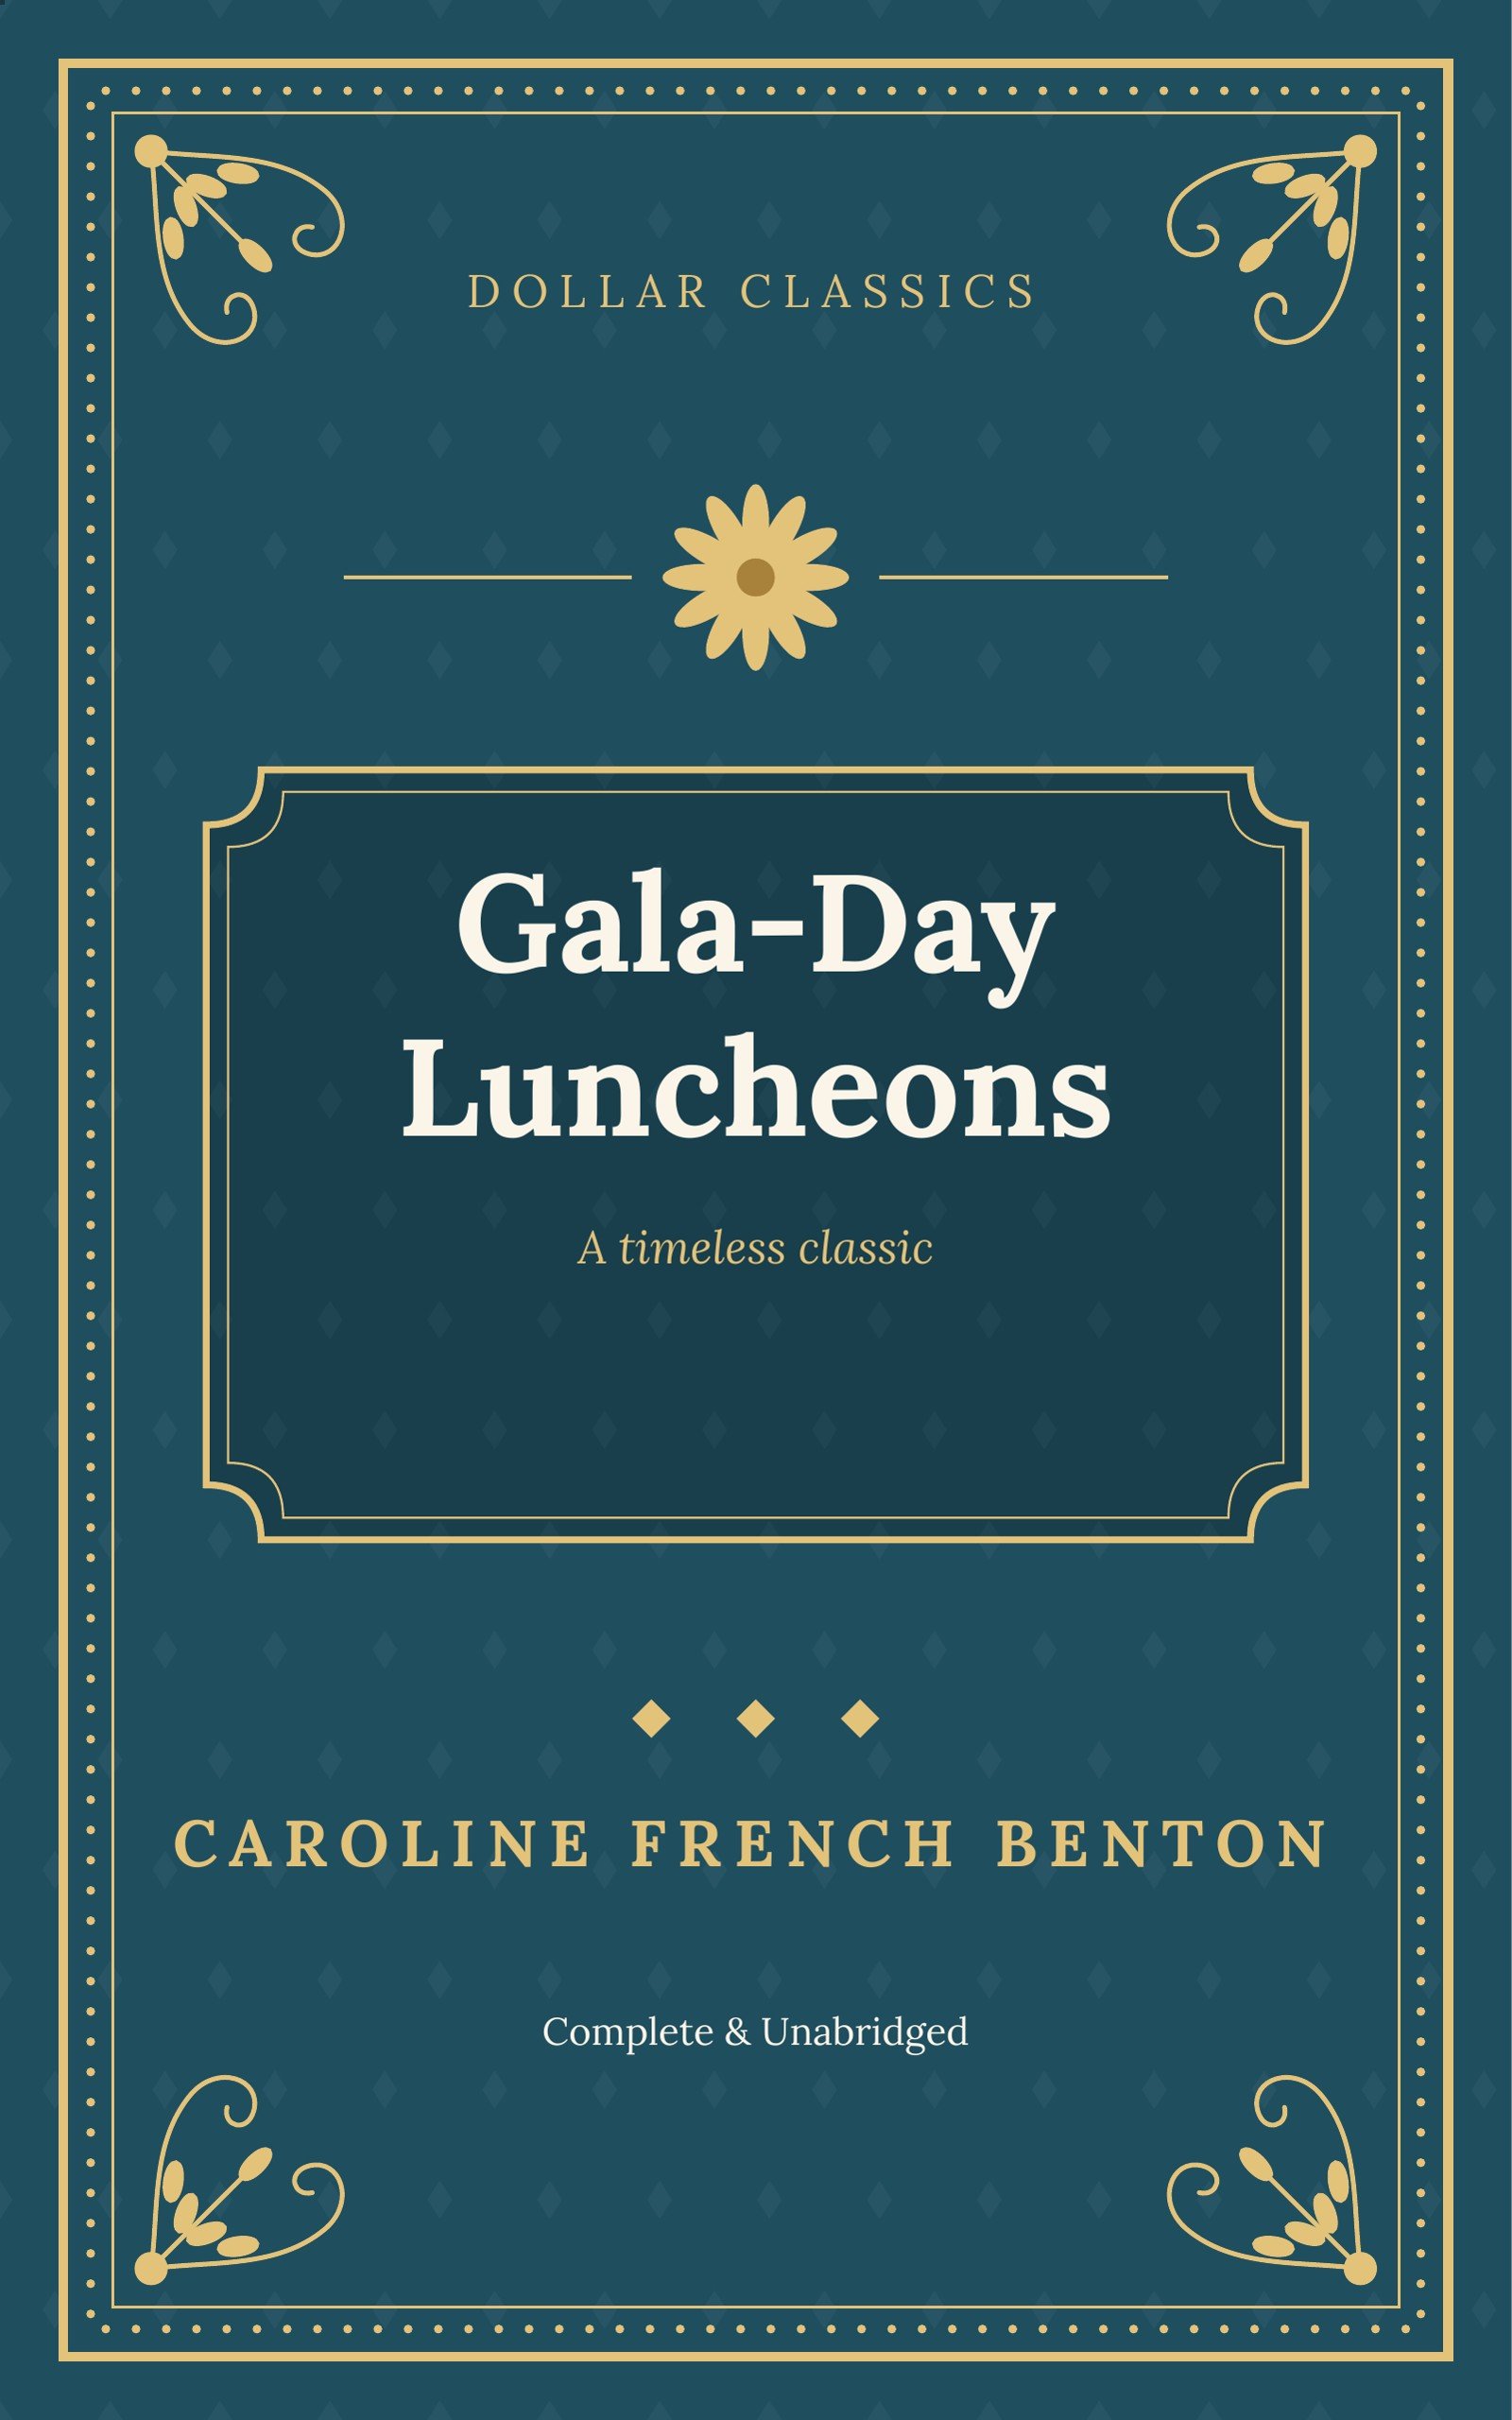 DOLLAR CLASSICS
Gala-Day
Luncheons
A timeless classic
CAROLINE FRENCH BENTON
Complete & Unabridged